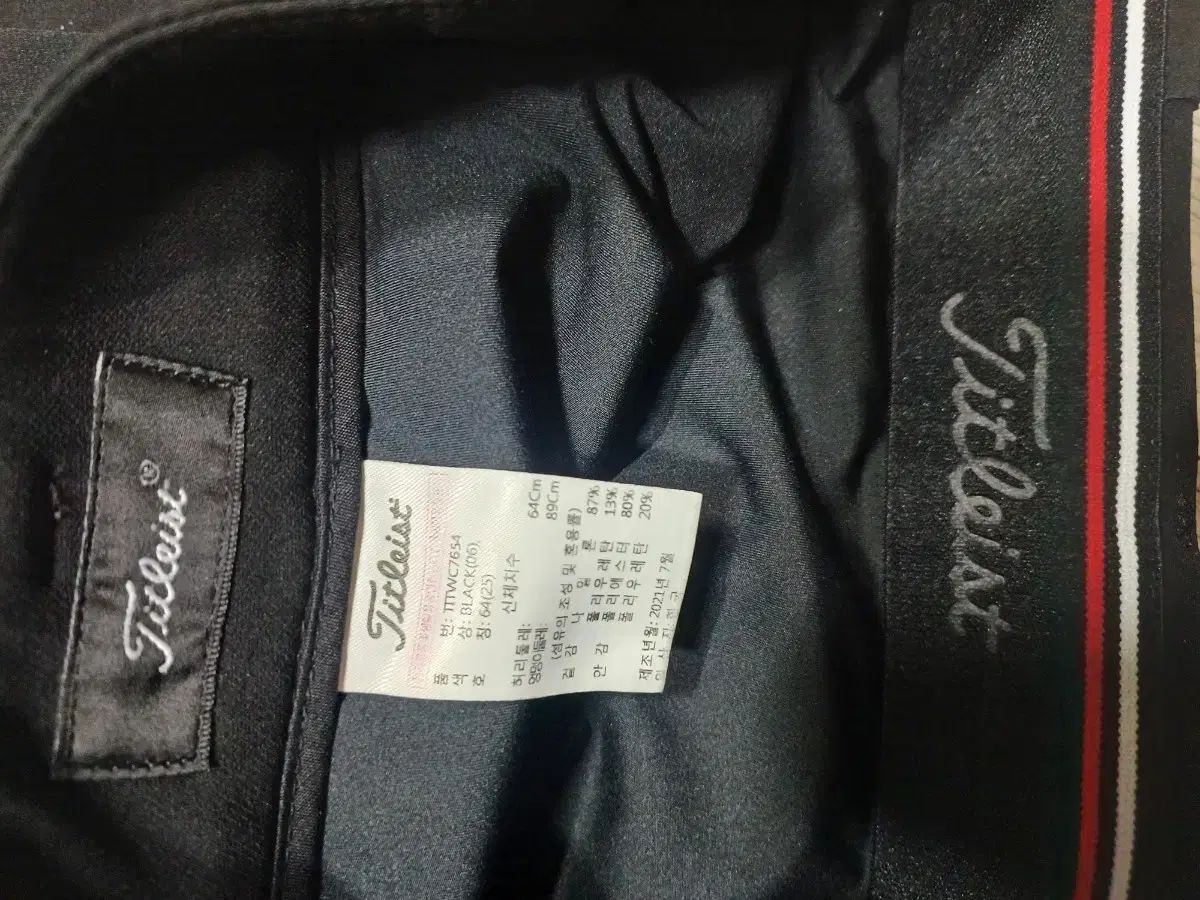 Titleist®
Titleist
품 번: TTTWC7654
색 상: BLACK(06),
호 칭: 64(25)
신체치수
허리둘레: 64Cm
엉덩이둘레: 89Cm
(섬유의 조성 및 혼용률)
겉감 나일론 87%
폴리우레탄 13%
안감 폴리에스터 80%
폴리우레탄 20%
제조년월: 2021년 7월
Titleist